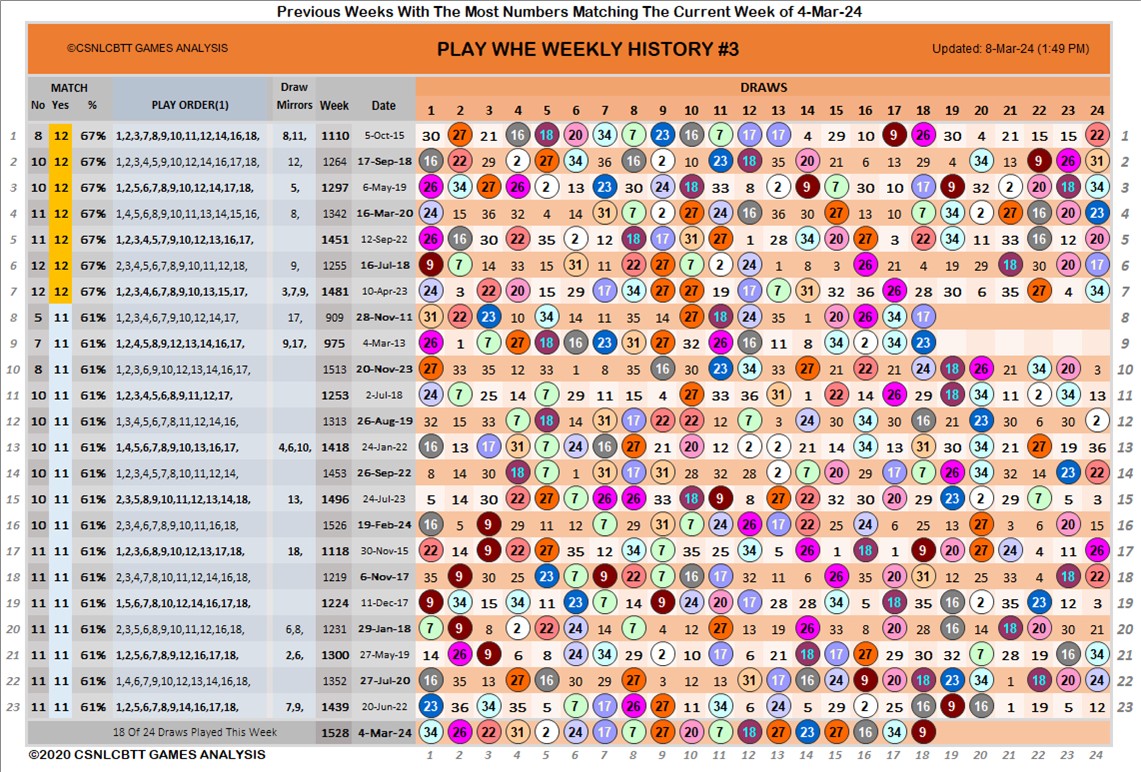 Previous Weeks With The Most Numbers Matching The Current Week of 4-Mar-24
©CSNLCBTT GAMES ANALYSIS PLAY WHE WEEKLY HISTORY #3 Updated: 8-Mar-24 (1:49 PM)
MATCH Draw DRAWS
No Yes % PLAY ORDER(1) Mirrors Week Date 1 2 3 4 5 6 7 8 9 10 11 12 13 14 15 16 17 18 19 20 21 22 23 24
1 8 12 67% 1,2,3,7,8,9,10,11,12,14,16,18, 8,11, 1110 5-Oct-15 30 27 21 16 18 20 34 7 23 16 7 17 17 4 29 10 9 26 30 4 21 15 15 22 1
2 10 12 67% 1,2,3,4,5,9,10,12,14,16,17,18, 12, 1264 17-Sep-18 16 22 29 2 27 34 36 16 2 10 23 18 35 20 21 6 13 29 4 34 13 9 26 31 2
3 10 12 67% 1,2,5,6,7,8,9,10,12,14,17,18, 5, 1297 6-May-19 26 34 27 26 2 13 23 30 24 18 33 8 2 9 7 30 10 17 9 32 2 20 18 34 3
4 11 12 67% 1,4,5,6,8,9,10,11,13,14,15,16, 8, 1342 16-Mar-20 24 15 36 32 4 14 31 7 2 27 24 16 36 30 27 13 10 7 34 2 27 16 20 23 4
5 11 12 67% 1,2,3,4,5,7,9,10,12,13,16,17, 1451 12-Sep-22 26 16 30 22 35 2 12 18 17 31 27 1 28 34 20 27 3 22 34 11 33 16 12 20 5
6 12 12 67% 2,3,4,5,6,7,8,9,10,11,12,18, 9, 1255 16-Jul-18 9 7 14 33 15 31 11 22 27 7 2 24 1 8 3 26 21 4 19 29 18 30 20 17 6
7 12 12 67% 1,2,3,4,6,7,8,9,10,13,15,17, 3,7,9, 1481 10-Apr-23 24 3 22 20 15 29 17 34 27 27 19 17 7 31 32 36 26 28 30 6 35 27 4 34 7
8 5 11 61% 1,2,3,4,7,8,9,10,12,14,17, 17, 909 28-Nov-11 31 22 23 10 34 14 11 35 14 27 18 24 35 1 20 26 34 17 8
9 7 11 61% 1,2,4,5,8,9,12,13,14,16,17, 9,17, 975 4-Mar-13 26 1 7 27 18 16 23 31 27 32 26 16 11 8 34 2 34 23 9
10 8 11 61% 1,2,3,6,9,10,12,13,14,16,17, 1513 20-Nov-23 27 33 35 12 33 1 8 35 16 30 23 34 33 27 21 22 21 24 18 26 21 34 20 3 10
11 10 11 61% 1,2,3,4,5,6,8,9,11,12,17, 1253 2-Jul-18 24 7 25 14 7 29 11 15 4 27 33 36 31 1 22 14 26 29 18 34 11 2 34 13 11
12 10 11 61% 1,3,4,5,6,7,8,11,12,14,16, 1313 26-Aug-19 32 15 33 7 18 14 31 17 22 22 12 7 3 24 30 34 30 16 21 23 30 6 30 2 12
13 10 11 61% 1,4,5,6,7,8,9,10,13,16,17, 4,6,10, 1418 24-Jan-22 16 13 17 31 7 24 16 27 21 20 12 2 2 21 14 34 13 31 30 34 21 27 19 36 13
14 10 11 61% 1,2,3,4,5,7,8,10,11,12,14, 1453 26-Sep-22 8 14 30 18 7 1 31 17 31 28 32 28 2 7 20 29 17 7 26 34 32 14 23 22 14
15 10 11 61% 2,3,5,8,9,10,11,12,13,14,18, 13, 1496 24-Jul-23 5 14 30 22 27 7 26 26 33 18 9 8 27 22 32 30 20 29 23 2 29 7 5 3 15
16 10 11 61% 2,3,4,6,7,8,9,10,11,16,18, 1526 19-Feb-24 16 5 9 29 11 12 7 29 31 7 24 26 17 22 25 24 6 25 13 27 3 6 20 15 16
17 11 11 61% 1,2,3,6,8,9,10,12,13,17,18, 18, 1118 30-Nov-15 22 14 9 22 27 35 12 34 7 35 25 34 5 26 1 18 1 9 20 27 24 4 11 26 17
18 11 11 61% 2,3,4,7,8,10,11,12,14,16,18, 1219 6-Nov-17 35 9 30 25 23 7 9 22 7 16 17 32 11 6 26 35 20 31 12 25 33 4 18 22 18
19 11 11 61% 1,5,6,7,8,10,12,14,16,17,18, 1224 11-Dec-17 9 34 15 34 11 23 7 14 9 24 20 17 28 28 34 5 18 35 16 2 35 23 12 3 19
20 11 11 61% 2,3,5,6,8,9,10,11,12,16,18, 6,8, 1231 29-Jan-18 7 9 8 2 22 24 14 7 4 11 27 13 19 26 33 8 20 28 16 14 18 20 30 21 20
21 11 11 61% 1,2,5,6,7,8,9,12,16,17,18, 2,6, 1300 27-May-19 14 26 9 6 8 24 34 29 2 10 17 6 21 18 17 27 29 30 32 7 28 19 16 34 21
22 11 11 61% 1,4,6,7,9,10,12,14,16,17,18, 1352 27-Jul-20 16 35 13 27 16 30 29 27 3 12 13 31 17 16 24 9 20 18 23 34 1 18 20 24 22
23 11 11 61% 1,2,5,6,7,8,9,11,14,17,18, 7,9, 1439 20-Jun-22 23 36 34 35 5 7 17 26 27 11 34 6 24 20 5 29 2 25 16 9 16 1 19 5 12 23
18 Of 24 Draws Played This Week 1528 4-Mar-24 34 26 22 31 2 24 17 7 27 20 7 18 27 23 27 16 34 9
©2020 CSNLCBTT GAMES ANALYSIS 1 2 3 4 5 6 7 8 9 10 11 12 13 14 15 16 17 18 19 20 21 22 23 24